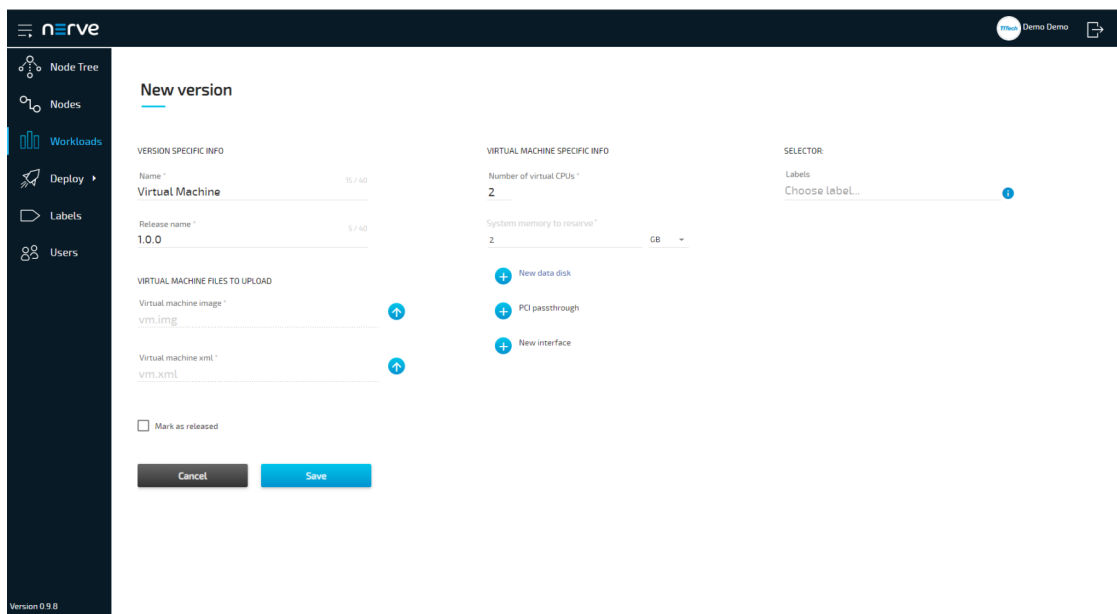 nerve
TTTech
Demo Demo
Node Tree
Nodes
Workloads
Deploy
Labels
Users
Version 0.9.8
New version
VERSION SPECIFIC INFO
Name *
15 / 40
Virtual Machine
Release name *
5 / 40
1.0.0
VIRTUAL MACHINE FILES TO UPLOAD
Virtual machine image *
vm.img
Virtual machine xml *
vm.xml
Mark as released
Cancel
Save
VIRTUAL MACHINE SPECIFIC INFO
Number of virtual CPUs *
2
System memory to reserve *
2
GB
New data disk
PCI passthrough
New interface
SELECTOR:
Labels
Choose label...